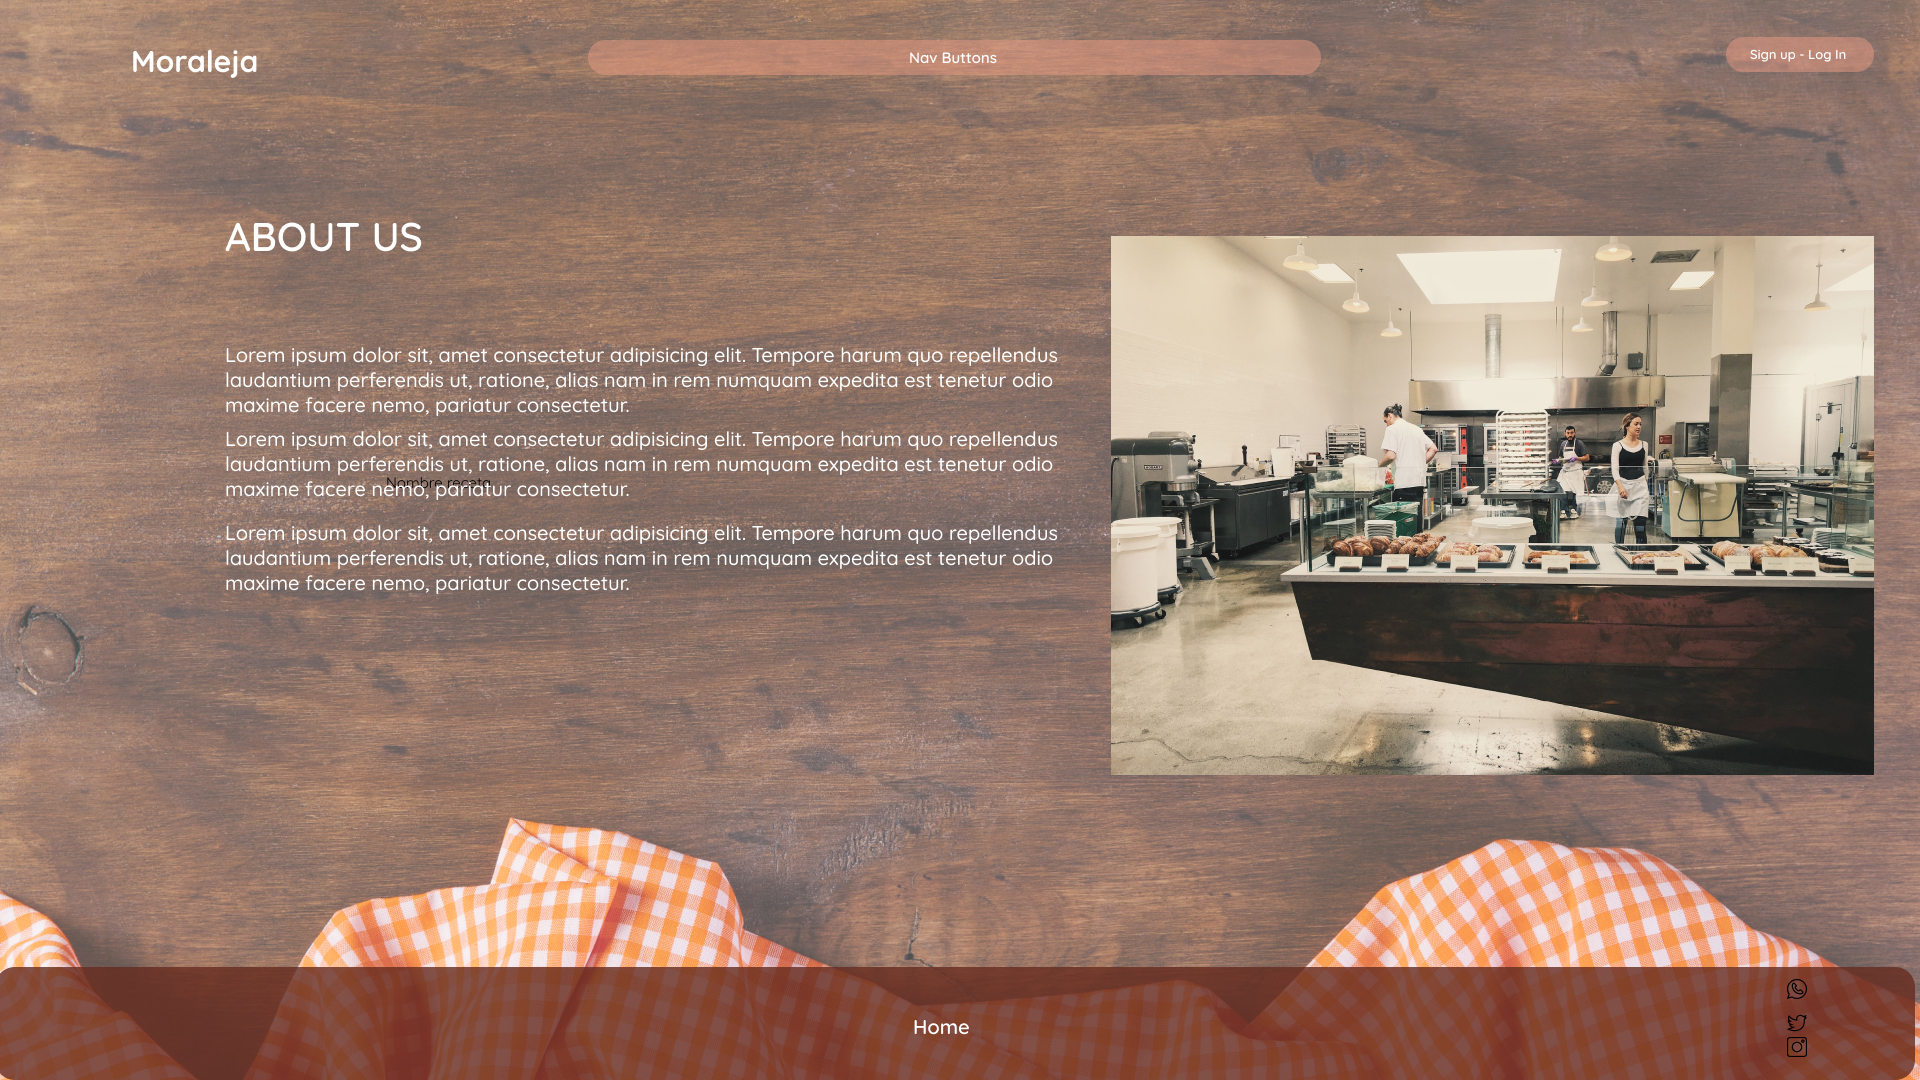 Moraleja
Nav Buttons
Sign up - Log In
ABOUT US
Lorem ipsum dolor sit, amet consectetur adipisicing elit. Tempore harum quo repellendus
laudantium perferendis ut, ratione, alias nam in rem numquam expedita est tenetur odio
maxime facere nemo, pariatur consectetur.
Lorem ipsum dolor sit, amet consectetur adipisicing elit. Tempore harum quo repellendus
laudantium perferendis ut, ratione, alias nam in rem numquam expedita est tenetur odio
Nombre receta
maxime facere nemo, pariatur consectetur.
Lorem ipsum dolor sit, amet consectetur adipisicing elit. Tempore harum quo repellendus
laudantium perferendis ut, ratione, alias nam in rem numquam expedita est tenetur odio
maxime facere nemo, pariatur consectetur.
Home